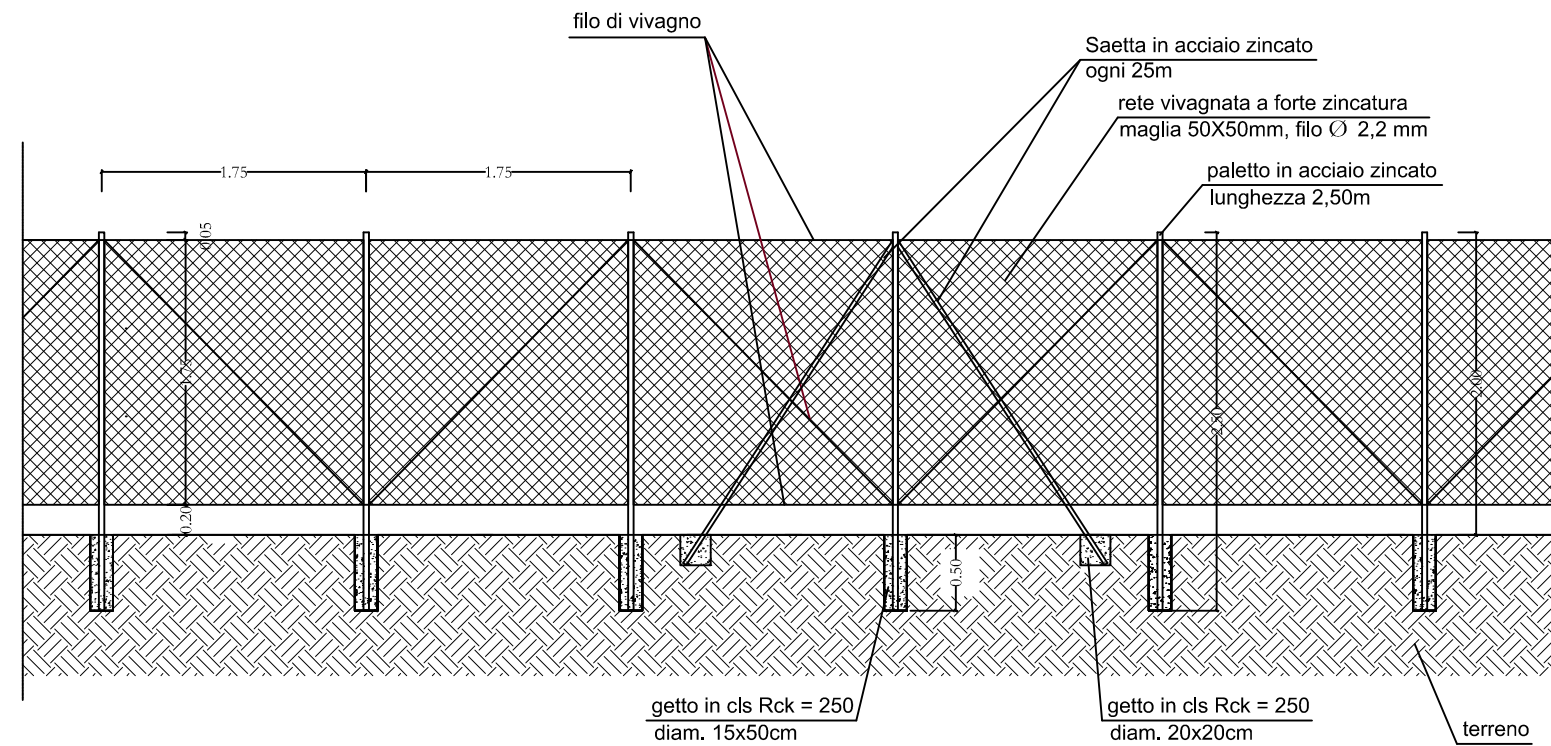 filo di vivagno
Saetta in acciaio zincato
ogni 25m
rete vivagnata a forte zincatura
maglia 50X50mm, filo Ø 2,2 mm
paletto in acciaio zincato
lunghezza 2,50m
1.75
1.75
0.05
1.75
2.50
2.00
0.20
0.50
getto in cls Rck = 250
diam. 15x50cm
getto in cls Rck = 250
diam. 20x20cm
terreno